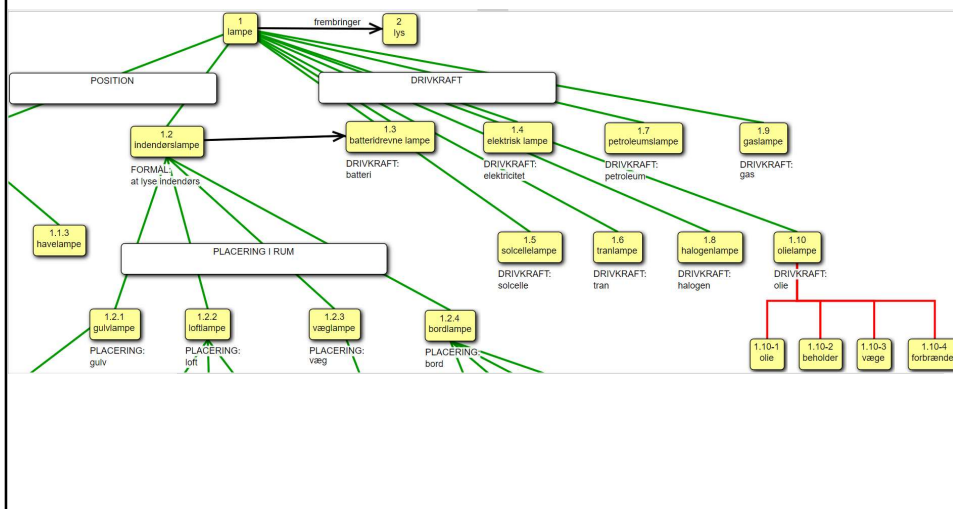 1
lampe
frembringer
2
lys
POSITION
DRIVKRAFT
1.2
indendørslampe
FORMÅL:
at lyse indendørs
1.3
batteridrevne lampe
DRIVKRAFT:
batteri
1.4
elektrisk lampe
DRIVKRAFT:
elektricitet
1.7
petroleumslampe
DRIVKRAFT:
petroleum
1.9
gaslampe
DRIVKRAFT:
gas
1.1.3
havelampe
PLACERING I RUM
1.5
solcellelampe
DRIVKRAFT:
solcelle
1.6
tranlampe
DRIVKRAFT:
tran
1.8
halogenlampe
DRIVKRAFT:
halogen
1.10
olielampe
DRIVKRAFT:
olie
1.2.1
gulvlampe
PLACERING:
gulv
1.2.2
loftlampe
PLACERING:
loft
1.2.3
væglampe
PLACERING:
væg
1.2.4
bordlampe
PLACERING:
bord
1.10-1
olie
1.10-2
beholder
1.10-3
væge
1.10-4
forbrænde